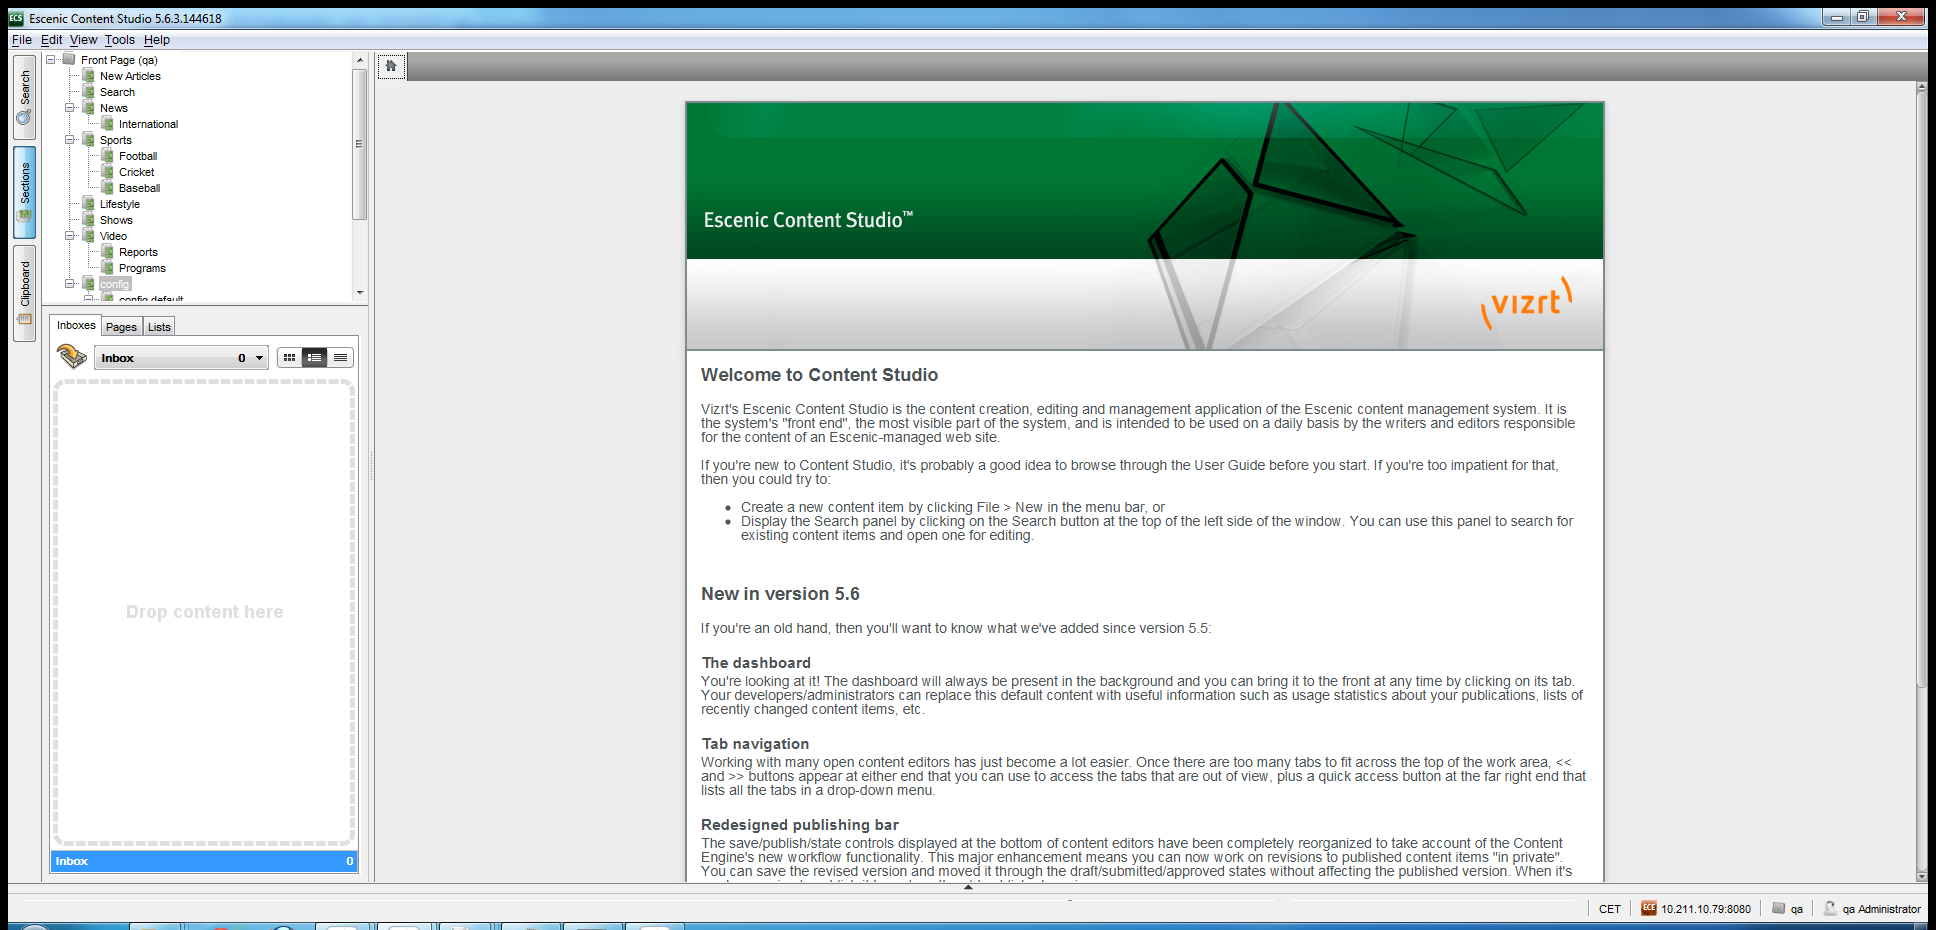 ECS Escenic Content Studio 5.6.3.144618
File Edit View Tools Help
Search
Sections
Clipboard
Front Page (qa)
New Articles
Search
News
International
Sports
Football
Cricket
Baseball
Lifestyle
Shows
Video
Reports
Programs
config
config.default
Inboxes Pages Lists
Inbox 0
Drop content here
Inbox 0
Escenic Content Studio™
vizrt
Welcome to Content Studio
Vizrt's Escenic Content Studio is the content creation, editing and management application of the Escenic content management system. It is
the system's "front end", the most visible part of the system, and is intended to be used on a daily basis by the writers and editors responsible
for the content of an Escenic-managed web site.
If you're new to Content Studio, it's probably a good idea to browse through the User Guide before you start. If you're too impatient for that,
then you could try to:
• Create a new content item by clicking File > New in the menu bar, or
• Display the Search panel by clicking on the Search button at the top of the left side of the window. You can use this panel to search for
existing content items and open one for editing.
New in version 5.6
If you're an old hand, then you'll want to know what we've added since version 5.5:
The dashboard
You're looking at it! The dashboard will always be present in the background and you can bring it to the front at any time by clicking on its tab.
Your developers/administrators can replace this default content with useful information such as usage statistics about your publications, lists of
recently changed content items, etc.
Tab navigation
Working with many open content editors has just become a lot easier. Once there are too many tabs to fit across the top of the work area, <<
and >> buttons appear at either end that you can use to access the tabs that are out of view, plus a quick access button at the far right end that
lists all the tabs in a drop-down menu.
Redesigned publishing bar
The save/publish/state controls displayed at the bottom of content editors have been completely reorganized to take account of the Content
Engine's new workflow functionality. This major enhancement means you can now work on revisions to published content items "in private".
You can save the revised version and moved it through the draft/submitted/approved states without affecting the published version. When it's
CET ECE 10.211.10.79:8080 qa qa Administrator